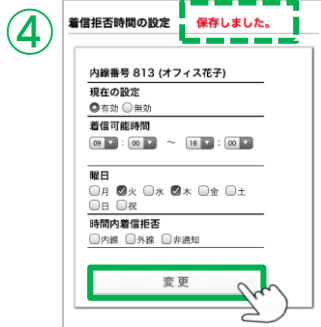 ④
着信拒否時間の設定 保存しました。
内線番号 813 (オフィス花子)
現在の設定
有効 無効
着信可能時間
09 : 00 ～ 16 : 00
曜日
月 火 水 木 金 土
日 祝
時間内着信拒否
内線 外線 非通知
変更